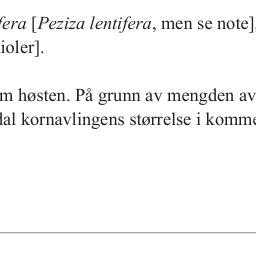 fera [Peziza lentifera, men se note]
ioler].
m høsten. På grunn av mengden av
dal kornavlingens størrelse i komme